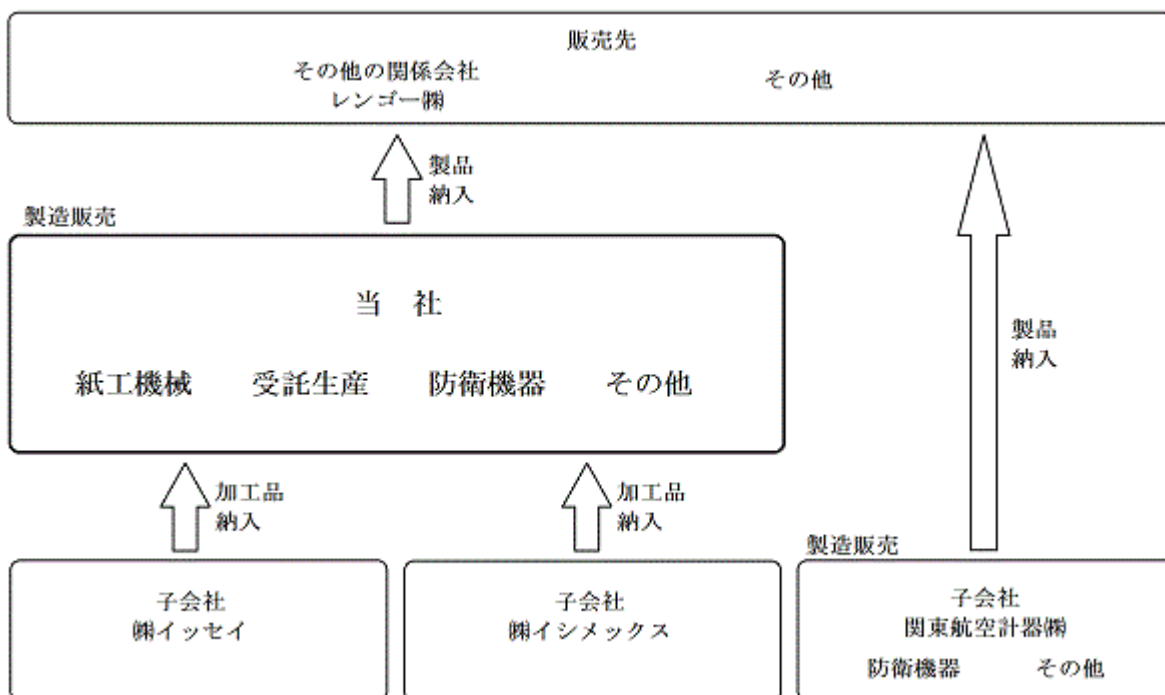 販売先
その他の関係会社
レンゴー㈱
その他
製品
納入
製造販売
当 社
紙工機械 受託生産 防衛機器 その他
製品
納入
加工品
納入
加工品
納入
製造販売
子会社
㈱イッセイ
子会社
㈱イシメックス
子会社
関東航空計器㈱
防衛機器 その他